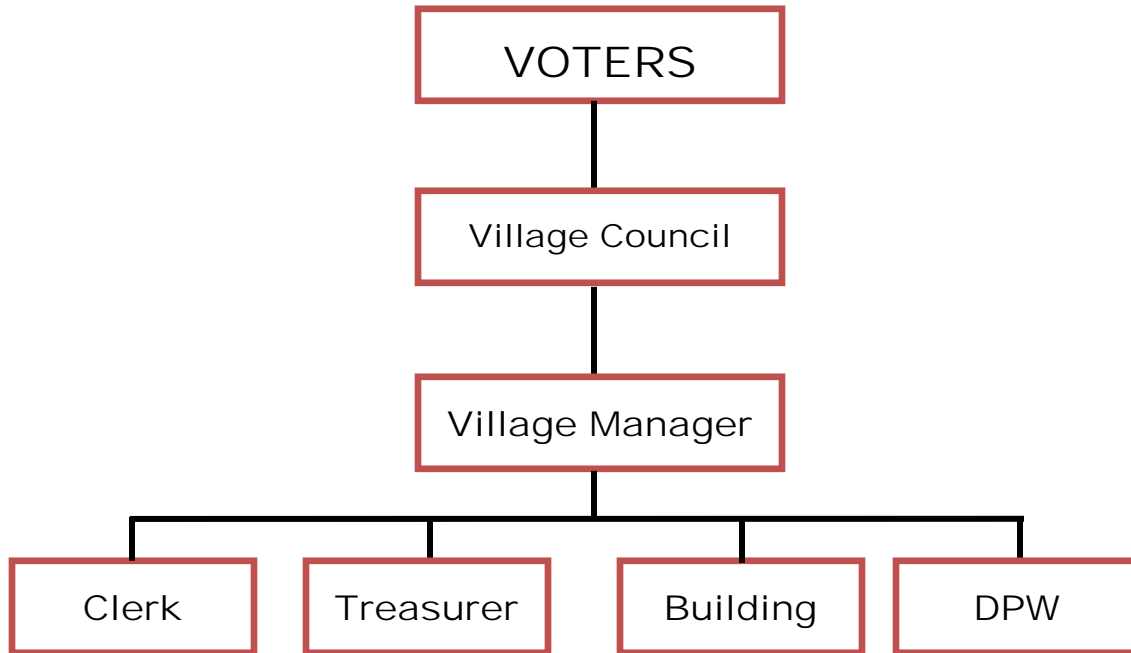 VOTERS
Village Council
Village Manager
Clerk
Treasurer
Building
DPW